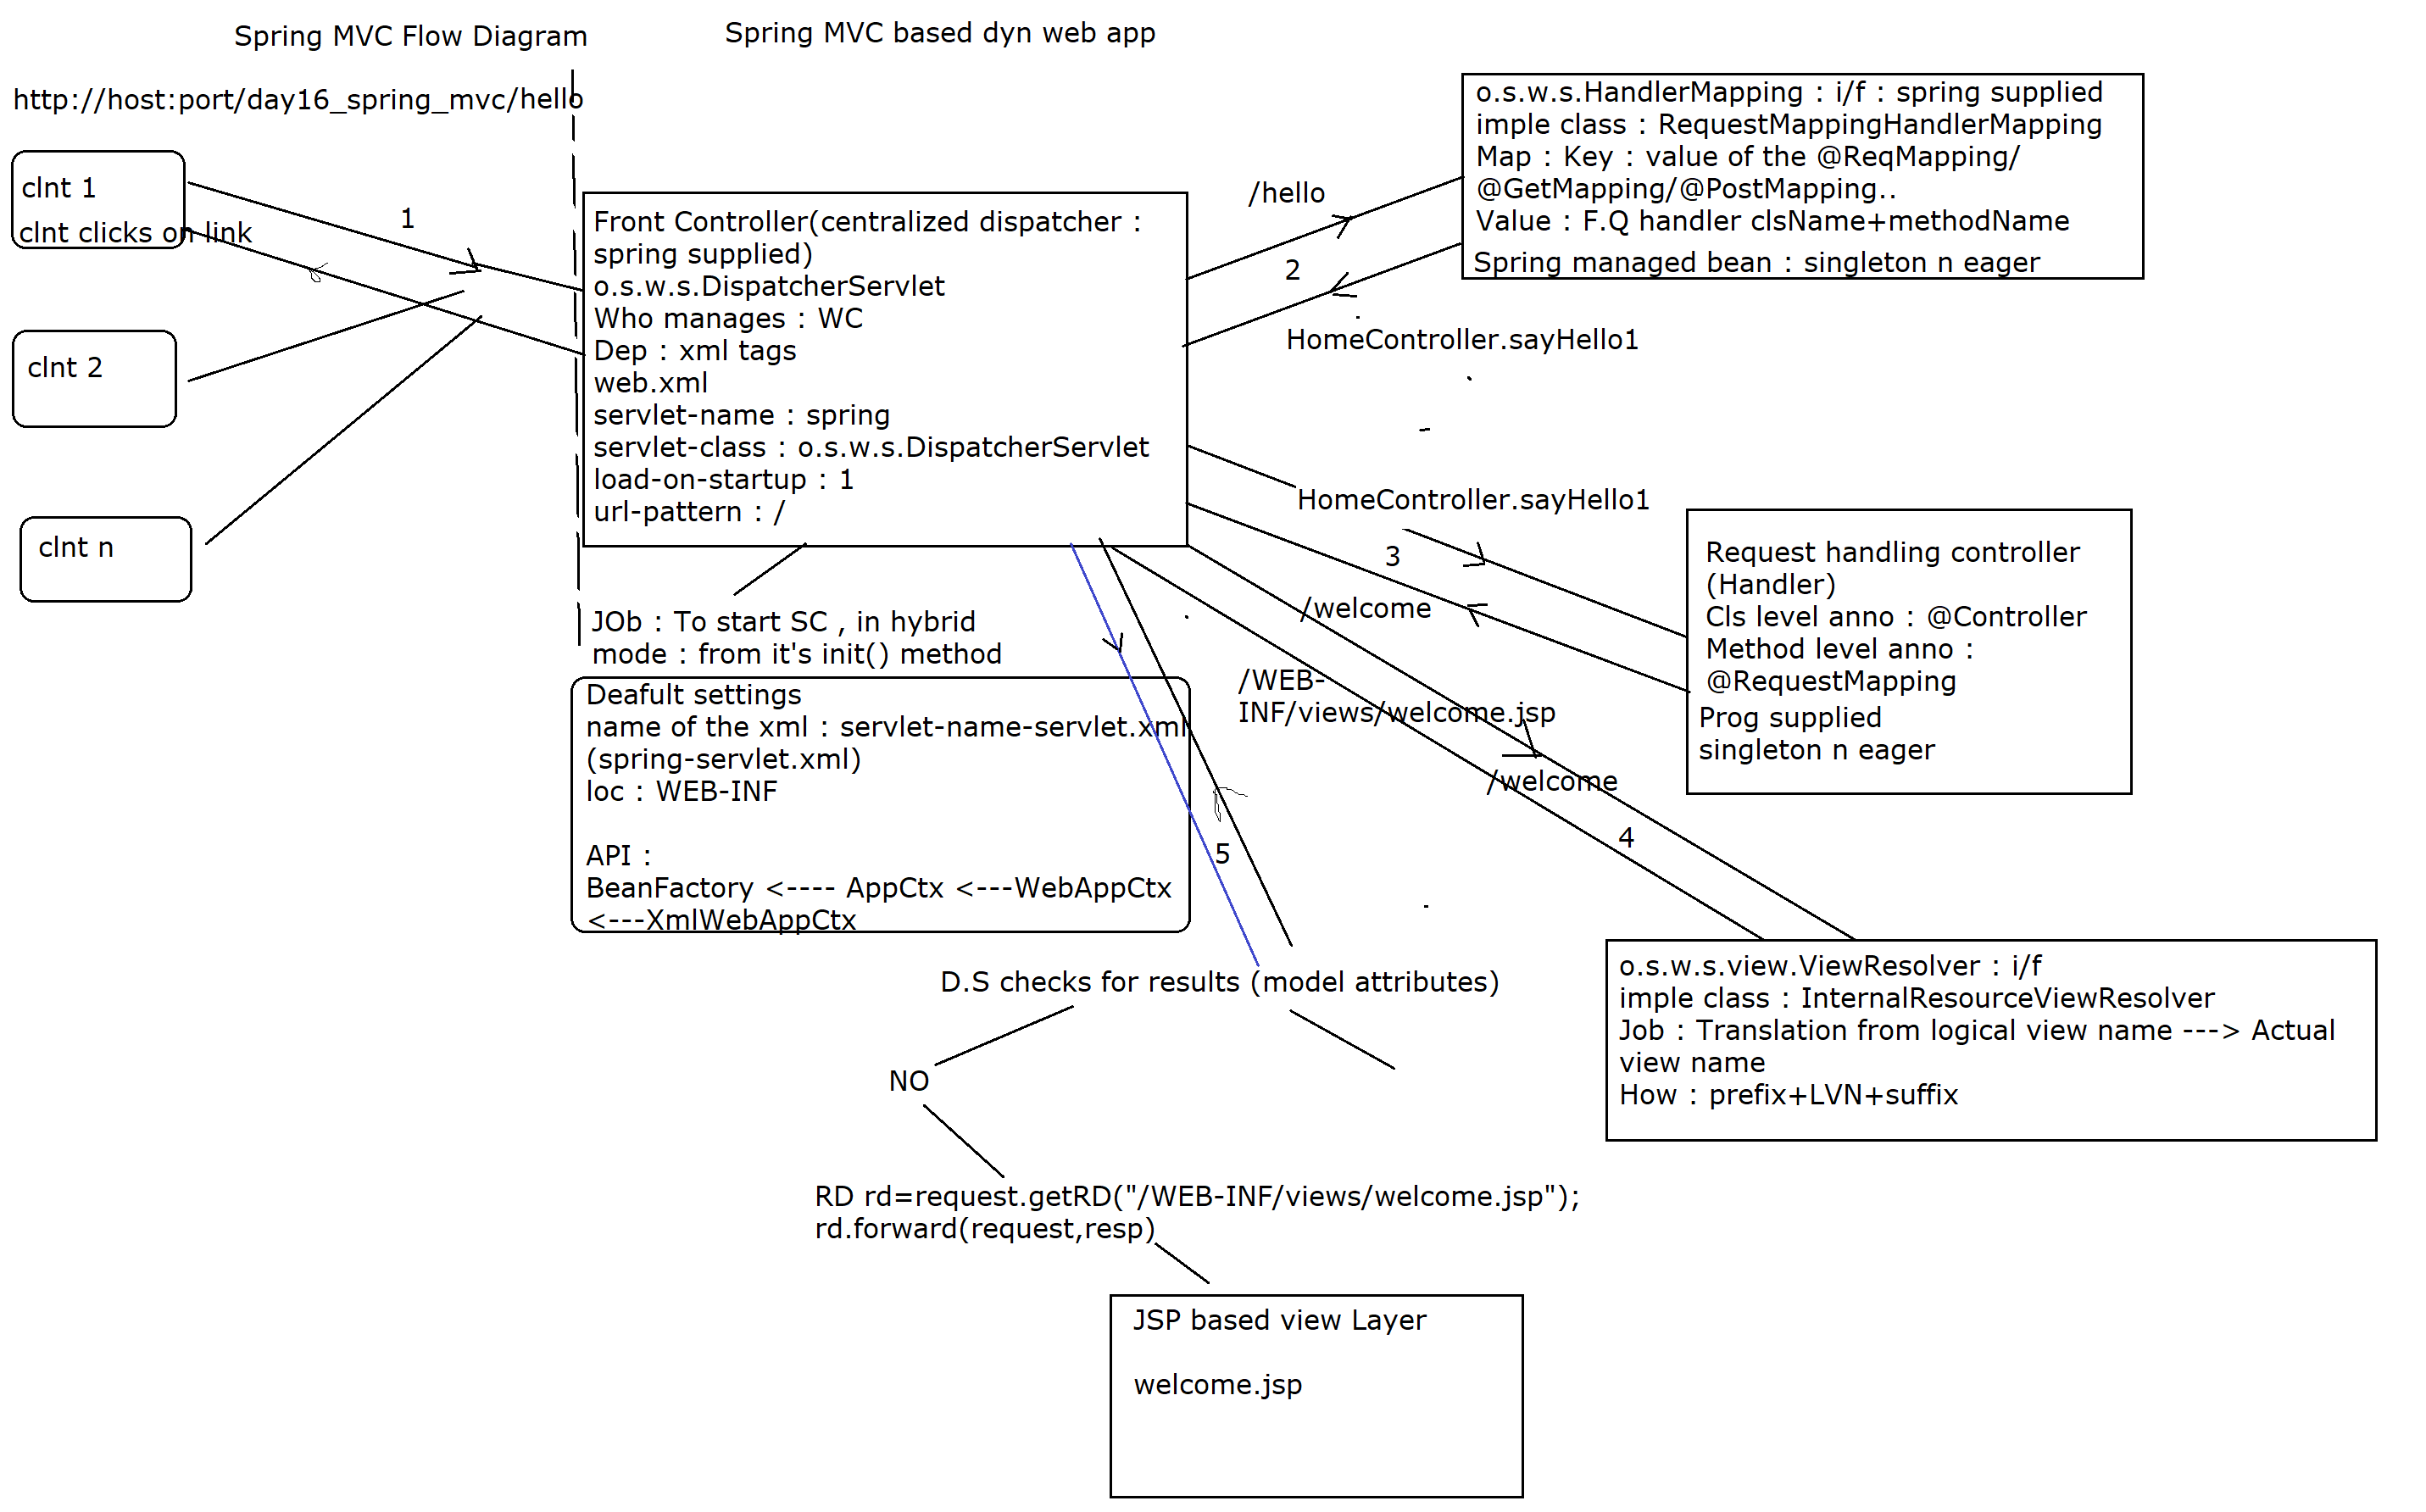 Spring MVC Flow Diagram
Spring MVC based dyn web app
http://host:port/day16_spring_mvc/hello
clnt 1
clnt clicks on link
1
clnt 2
clnt n
Front Controller(centralized dispatcher :
spring supplied)
o.s.w.s.DispatcherServlet
Who manages : WC
Dep : xml tags
web.xml
servlet-name : spring
servlet-class : o.s.w.s.DispatcherServlet
load-on-startup : 1
url-pattern : /
/hello
2
HomeController.sayHello1
o.s.w.s.HandlerMapping : i/f : spring supplied
imple class : RequestMappingHandlerMapping
Map : Key : value of the @ReqMapping/
@GetMapping/@PostMapping..
Value : F.Q handler clsName+methodName
Spring managed bean : singleton n eager
HomeController.sayHello1
3
/welcome
Request handling controller
(Handler)
Cls level anno : @Controller
Method level anno :
@RequestMapping
Prog supplied
singleton n eager
JOb : To start SC , in hybrid
mode : from it's init() method
Deafult settings
name of the xml : servlet-name-servlet.xml
(spring-servlet.xml)
loc : WEB-INF
API :
BeanFactory <---- AppCtx <---WebAppCtx
<---XmlWebAppCtx
/WEB-
INF/views/welcome.jsp
/welcome
4
5
o.s.w.s.view.ViewResolver : i/f
imple class : InternalResourceViewResolver
Job : Translation from logical view name ---> Actual
view name
How : prefix+LVN+suffix
D.S checks for results (model attributes)
NO
RD rd=request.getRD("/WEB-INF/views/welcome.jsp");
rd.forward(request,resp)
JSP based view Layer
welcome.jsp